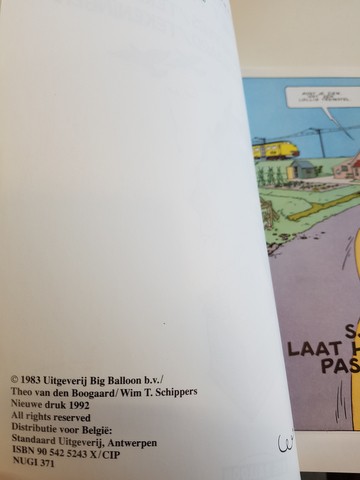 © 1983 Uitgeverij Big Balloon b.v./
Theo van den Boogaard/Wim T. Schippers
Nieuwe druk 1992
All rights reserved
Distributie voor België:
Standaard Uitgeverij, Antwerpen
ISBN 90 542 5243 X/CIP
NUGI 371
LAAT
PAS